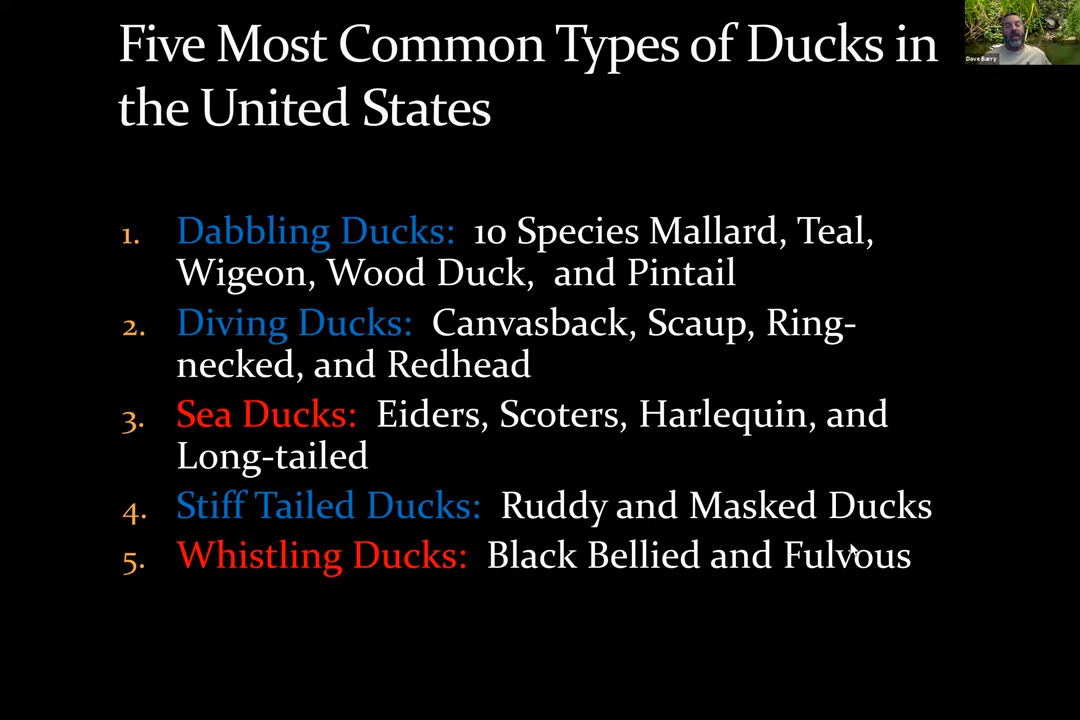 Five Most Common Types of Ducks in
the United States
Dave Barry
1. Dabbling Ducks: 10 Species Mallard, Teal,
Wigeon, Wood Duck, and Pintail
2. Diving Ducks: Canvasback, Scaup, Ring-
necked, and Redhead
3. Sea Ducks: Eiders, Scoters, Harlequin, and
Long-tailed
4. Stiff Tailed Ducks: Ruddy and Masked Ducks
5. Whistling Ducks: Black Bellied and Fulvous